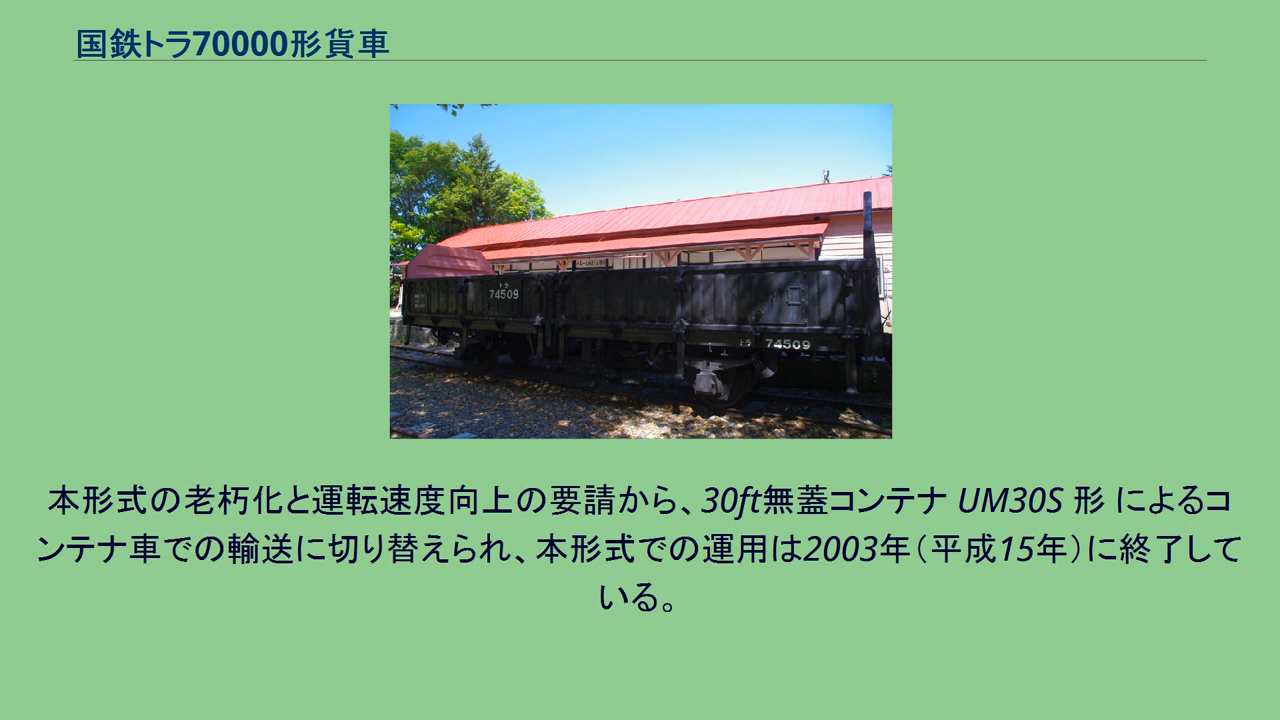 国鉄トラ70000形貨車
トラ
74509
トラ 74509
本形式の老朽化と運転速度向上の要請から、30ft無蓋コンテナ UM30S 形 によるコ
ンテナ車での輸送に切り替えられ、本形式での運用は2003年（平成15年）に終了して
いる。